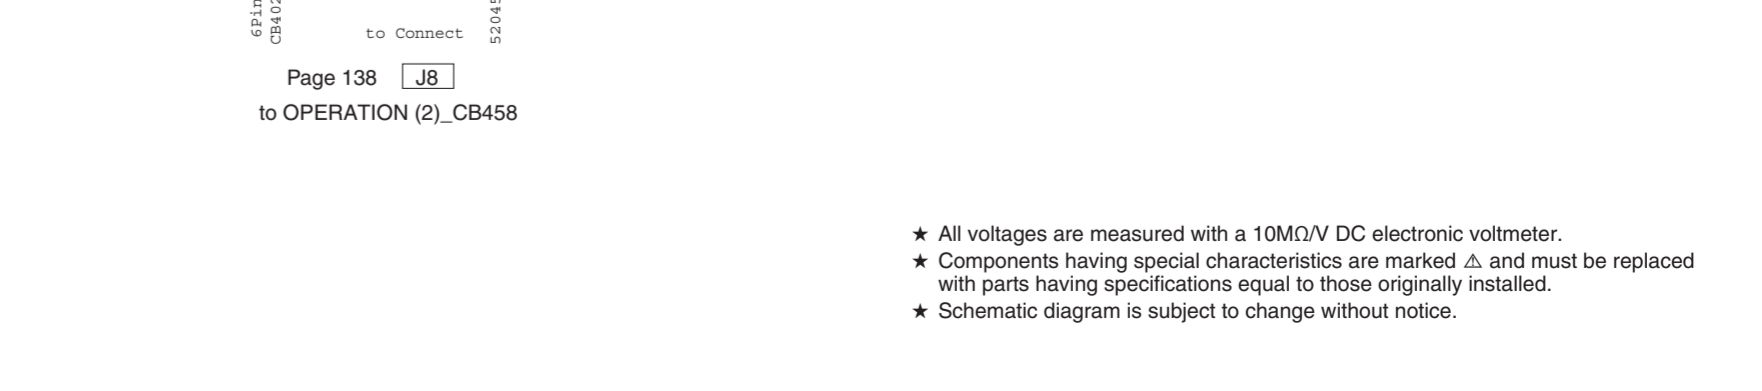 6Pin
to Connect
Page 138 J8
to OPERATION (2)_CB458
★ All voltages are measured with a 10MΩ/V DC electronic voltmeter.
★ Components having special characteristics are marked ⚠ and must be replaced
with parts having specifications equal to those originally installed.
★ Schematic diagram is subject to change without notice.